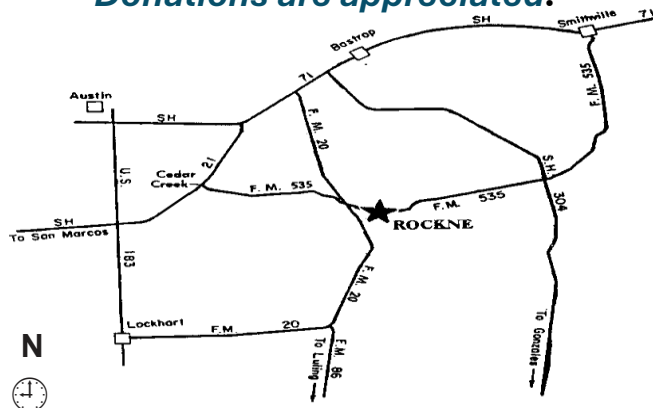 Donations are appreciated.
SH
Smithville
71
Bastrop
71
Austin
SH
F.M. 535
F. M. 20
U.S.
21
Cedar
Creek
F.M. 535
S.H.
304
F.M. 535
ROCKNE
SH
To San Marcos
183
F.M. 20
Lockhart
F.M. 20
N
F.M. 86
To Luling
To Gonzales